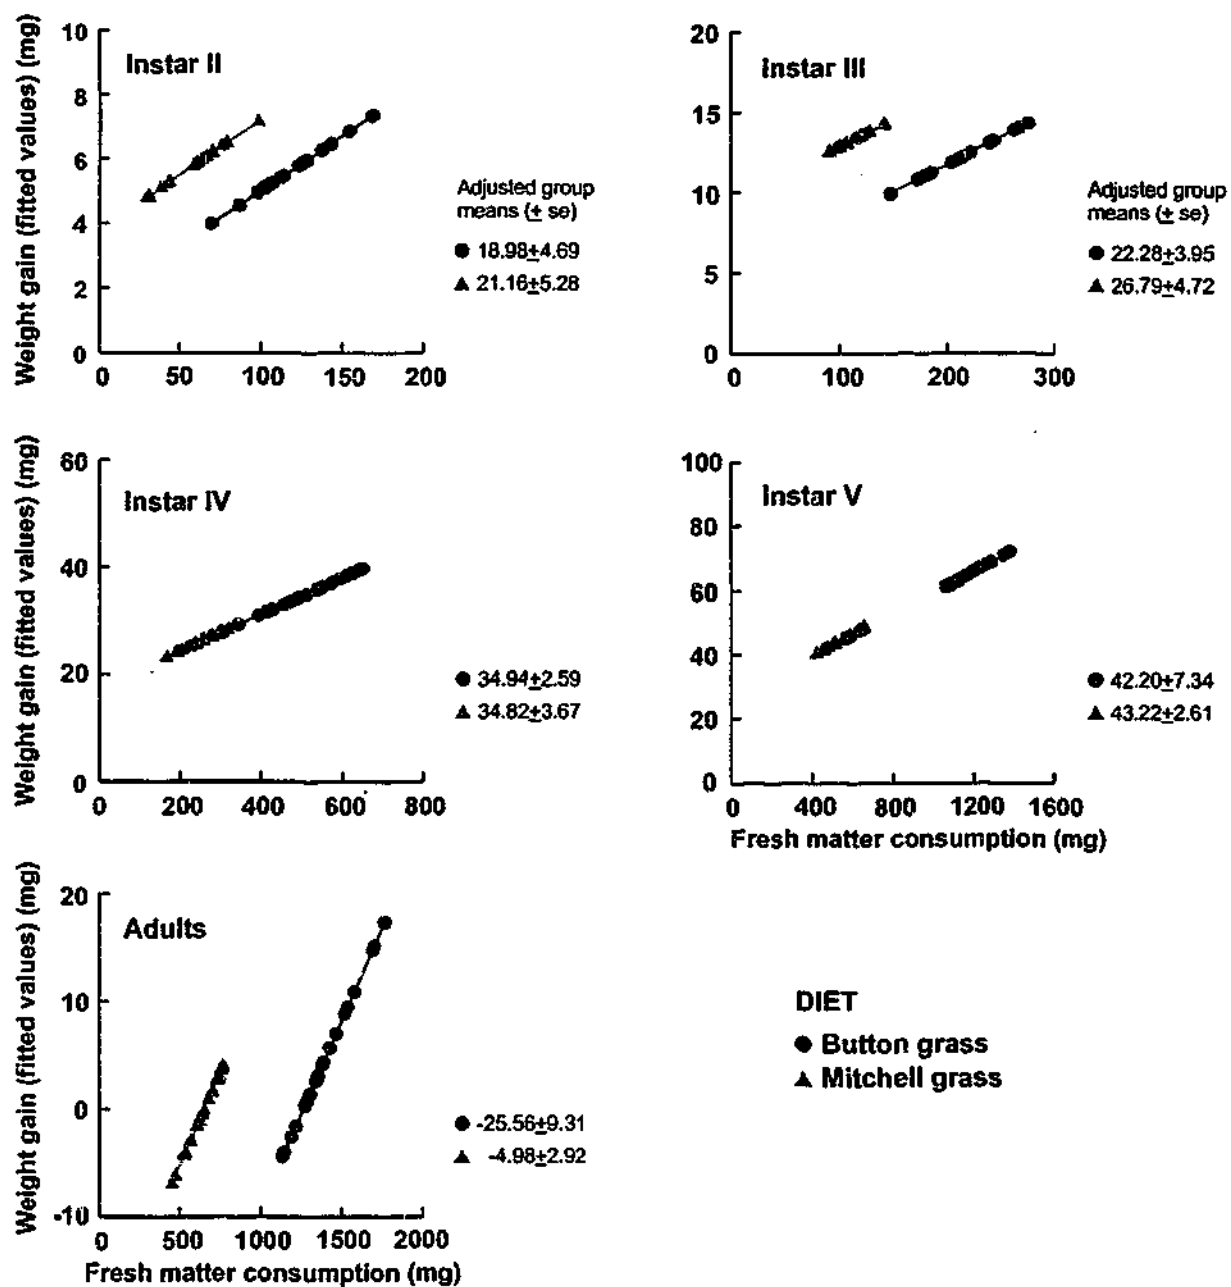 Weight gain (fitted values) (mg)
10
8
6
4
2
0
Instar II
Adjusted group
means (± se)
● 18.98±4.69
▲ 21.16±5.28
0 50 100 150 200
20
15
10
5
0
Instar III
Adjusted group
means (± se)
● 22.28±3.95
▲ 26.79±4.72
0 100 200 300
Weight gain (fitted values) (mg)
60
40
20
0
Instar IV
● 34.94±2.59
▲ 34.82±3.67
0 200 400 600 800
100
80
60
40
20
0
Instar V
● 42.20±7.34
▲ 43.22±2.61
0 400 800 1200 1600
Fresh matter consumption (mg)
Weight gain (fitted values) (mg)
20
10
0
-10
Adults
● -25.56±9.31
▲ -4.98±2.92
0 500 1000 1500 2000
Fresh matter consumption (mg)
DIET
● Button grass
▲ Mitchell grass